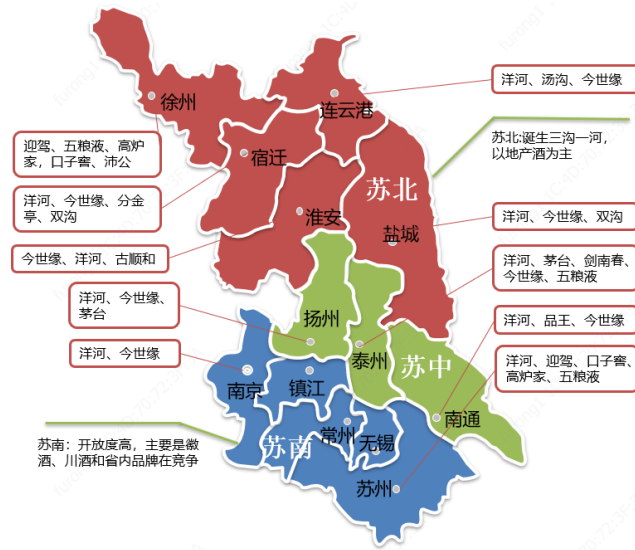 洋河、汤沟、今世缘
徐州
连云港
迎驾、五粮液、高炉
家，口子窖、沛公
宿迁
苏北:诞生三沟一河，
以地产酒为主
洋河、今世缘、分金
亭、双沟
苏北
淮安
盐城
洋河、今世缘、双沟
今世缘、洋河、古顺和
洋河、茅台、剑南春、
今世缘、五粮液
洋河、今世缘、
茅台
扬州
洋河、品王、今世缘
泰州
苏中
洋河、今世缘
南京
镇江
洋河、迎驾、口子窖、
高炉家、五粮液
南通
常州
无锡
苏南
苏南：开放度高，主要是徽
酒、川酒和省内品牌在竞争
苏州